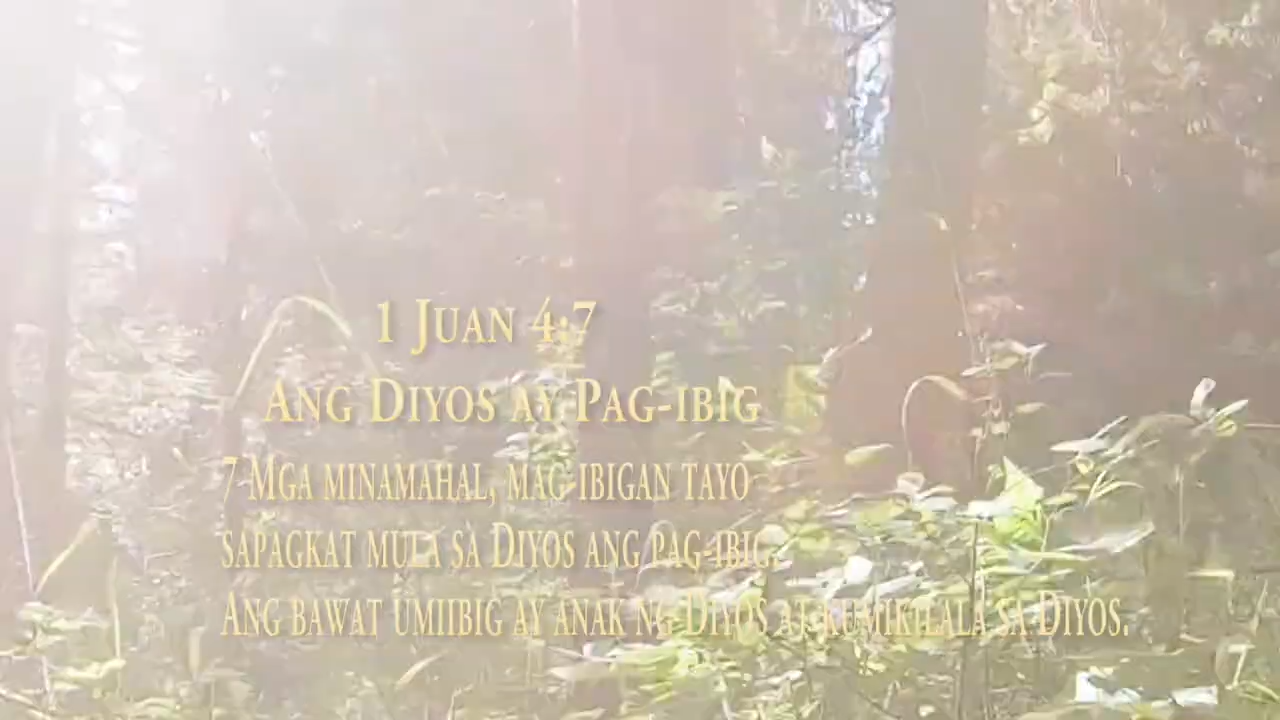 1 Juan 4:7
Ang Diyos ay Pag-ibig
7 Mga minamahal, mag-ibigan tayo
sapagkat mula sa Diyos ang pag-ibig.
Ang bawat umiibig ay anak ng Diyos at kumikilala sa Diyos.